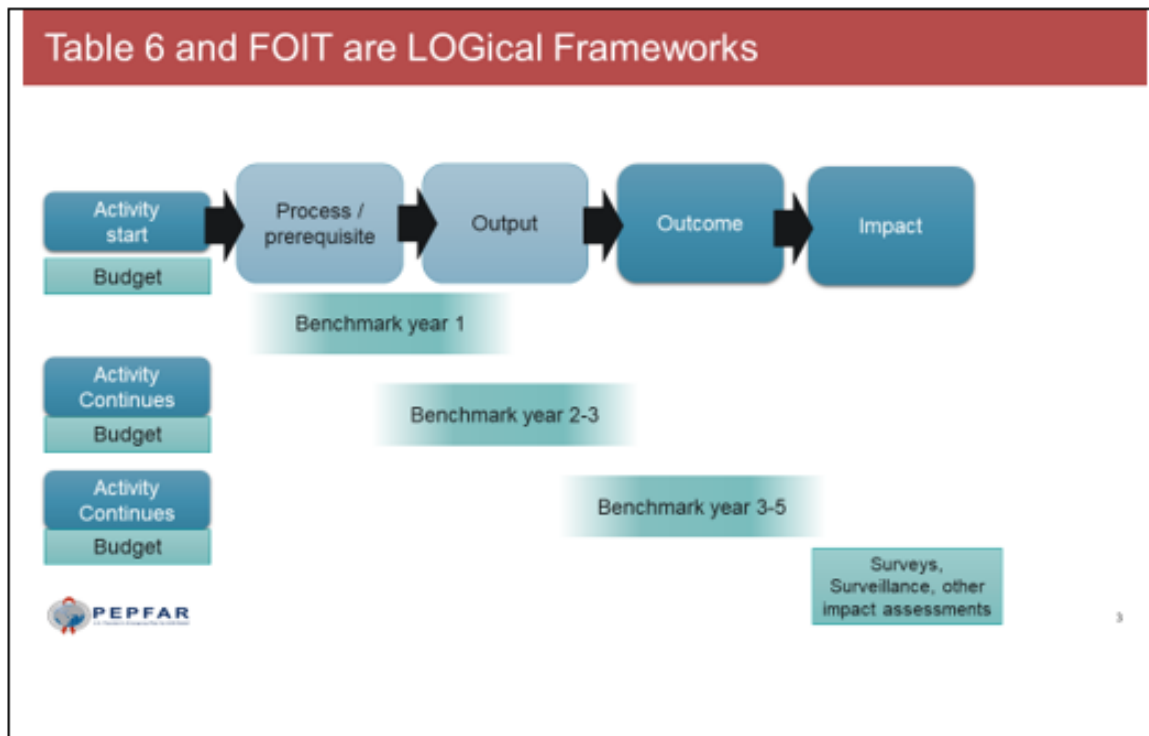 Table 6 and FOIT are LOGical Frameworks
Activity
start
Budget
Process /
prerequisite
Output
Outcome
Impact
Benchmark year 1
Activity
Continues
Budget
Benchmark year 2-3
Activity
Continues
Budget
Benchmark year 3-5
Surveys,
Surveillance, other
impact assessments
PEPFAR
3